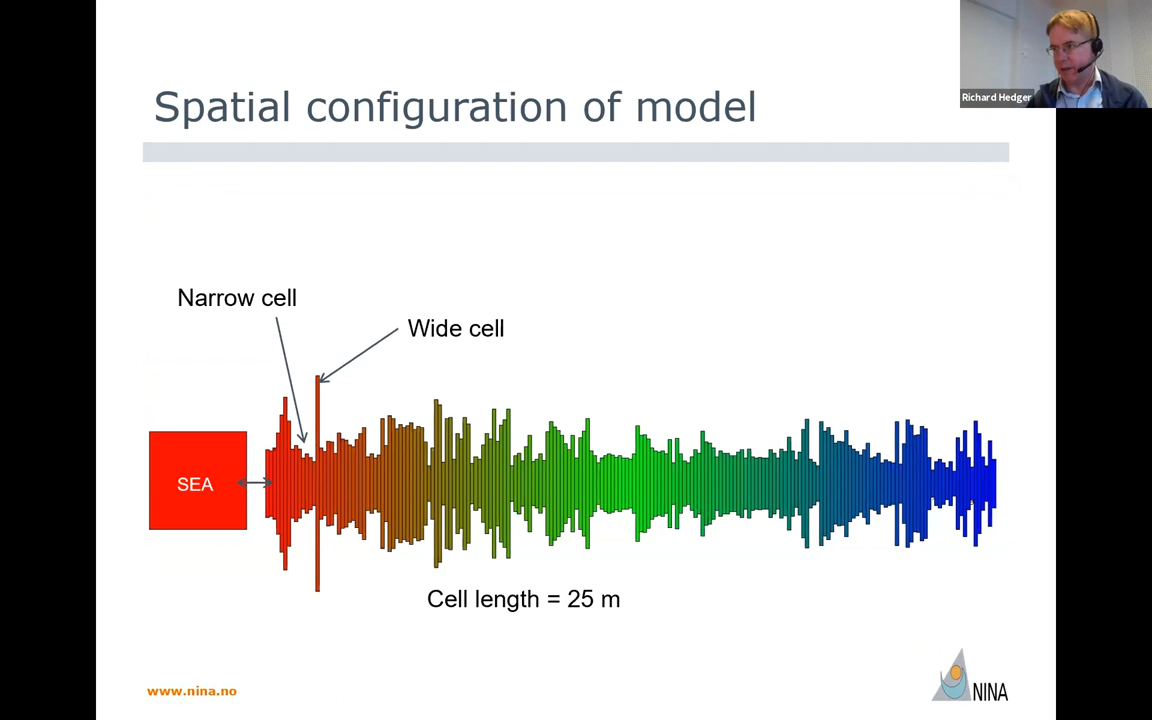 Richard Hedger
Spatial configuration of model
Narrow cell
Wide cell
SEA
Cell length = 25 m
www.nina.no
NINA